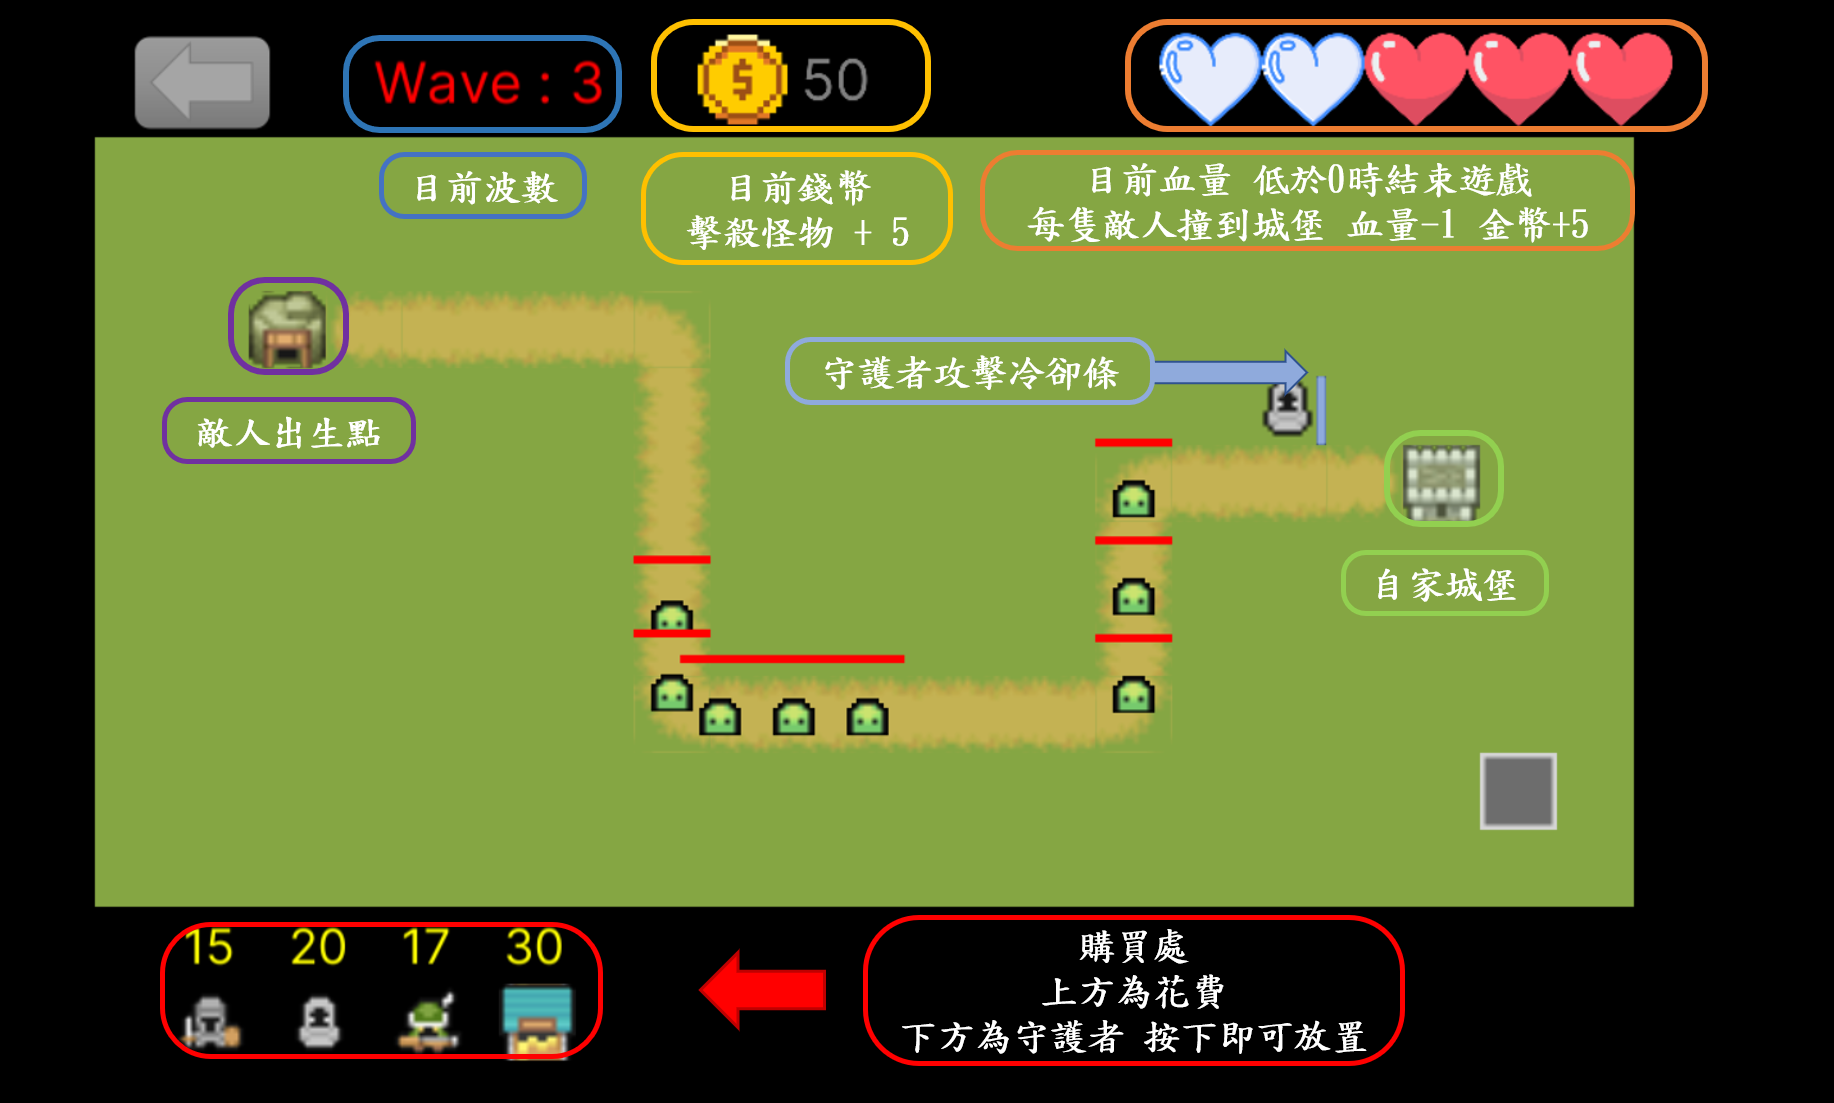 Wave : 3
50
目前波數
目前錢幣
擊殺怪物 + 5
目前血量 低於0時結束遊戲
每隻敵人撞到城堡 血量-1 金幣+5
守護者攻擊冷卻條
敵人出生點
自家城堡
15 20 17 30
購買處
上方為花費
下方為守護者 按下即可放置